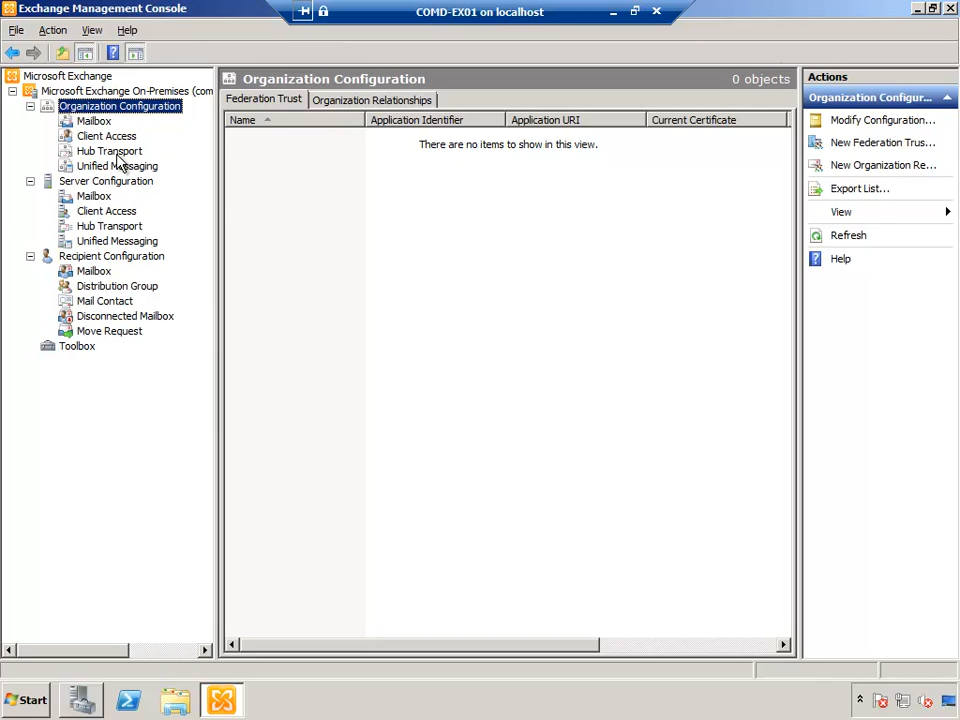 Exchange Management Console
COMD-EX01 on localhost
File Action View Help
Microsoft Exchange
Microsoft Exchange On-Premises (com
Organization Configuration
Mailbox
Client Access
Hub Transport
Unified Messaging
Server Configuration
Mailbox
Client Access
Hub Transport
Unified Messaging
Recipient Configuration
Mailbox
Distribution Group
Mail Contact
Disconnected Mailbox
Move Request
Toolbox
Organization Configuration 0 objects
Federation Trust Organization Relationships
Name Application Identifier Application URI Current Certificate
There are no items to show in this view.
Actions
Organization Configur...
Modify Configuration...
New Federation Trus...
New Organization Re...
Export List...
View
Refresh
Help
Start